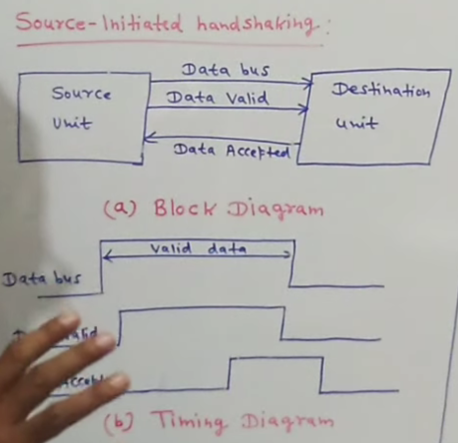 Source-Initiated handshaking:
Data bus
Source
Unit
Data Valid
Destination
unit
Data Accepted
(a) Block Diagram
Valid data
Data bus
(b) Timing Diagram